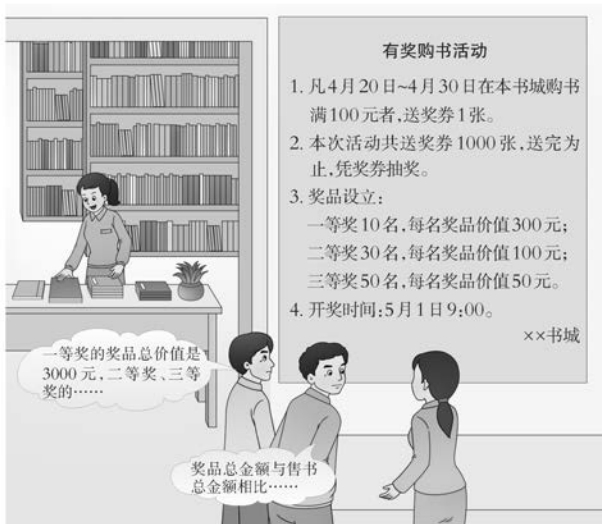 有奖购书活动
1. 凡4月20日~4月30日在本书城购书
满100元者,送奖券1张。
2. 本次活动共送奖券1000张,送完为
止,凭奖券抽奖。
3. 奖品设立:
一等奖10名,每名奖品价值300元;
二等奖30名,每名奖品价值100元;
三等奖50名,每名奖品价值50元。
4. 开奖时间:5月1日9:00。
××书城
一等奖的奖品总价值是
3000元,二等奖、三等
奖的……
奖品总金额与售书
总金额相比……